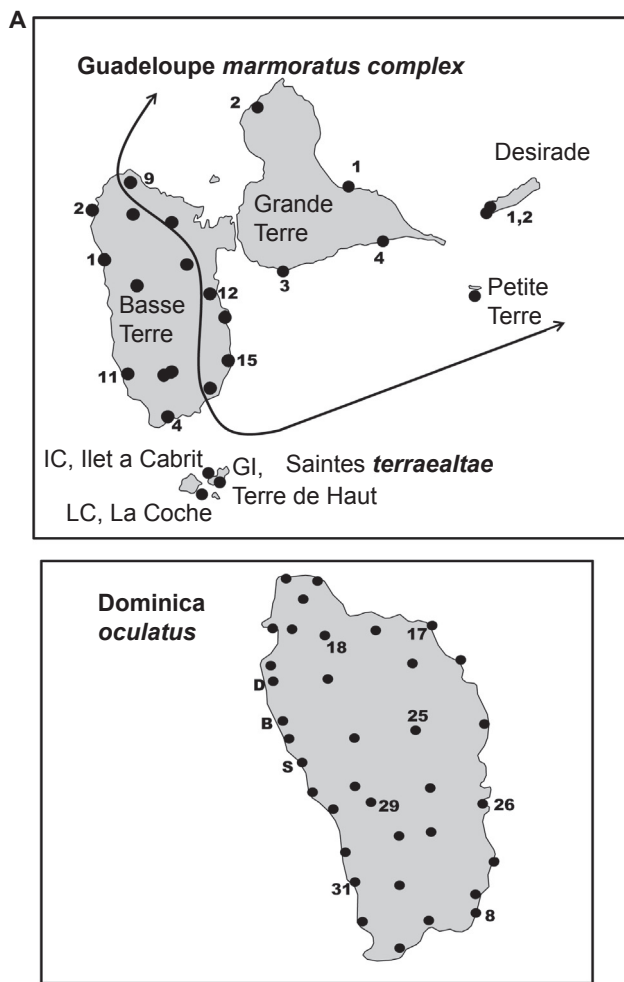 A
Guadeloupe marmoratus complex
2
9
1
Desirade
2
Grande
Terre
1,2
4
1
3
Petite
Terre
12
Basse
Terre
15
11
4
IC, Ilet a Cabrit
GI,
Saintes terraealtae
Terre de Haut
LC, La Coche
Dominica
oculatus
17
18
D
25
B
S
29
26
31
8